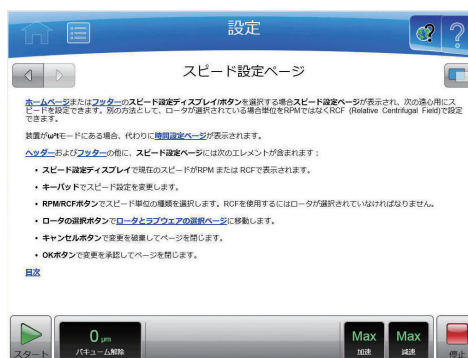 設定
スピード設定ページ
ホームページまたはフッターのスピード設定ディスプレイ/ボタンを選択する場合スピード設定ページが表示され、次の遠心用にス
ピードを設定できます。別の方法として、ロータが選択されている場合単位をRPMではなくRCF (Relative Centrifugal Field)で設定
できます。
装置がω²tモードにある場合、代わりに時間設定ページが表示されます。
ヘッダーおよびフッターの他に、スピード設定ページには次のエレメントが含まれます：
• スピード設定ディスプレイで現在のスピードがRPM または RCFで表示されます。
• キーパッドでスピード設定を変更します。
• RPM/RCFボタンでスピード単位の種類を選択します。RCFを使用するにはロータが選択されていなければなりません。
• ロータの選択ボタンでロータとラブウェアの選択ページに移動します。
• キャンセルボタンで変更を破棄してページを閉じます。
• OKボタンで変更を承認してページを閉じます。
目次
スタート
0 μm
バキューム解除
Max
加速
Max
減速
停止